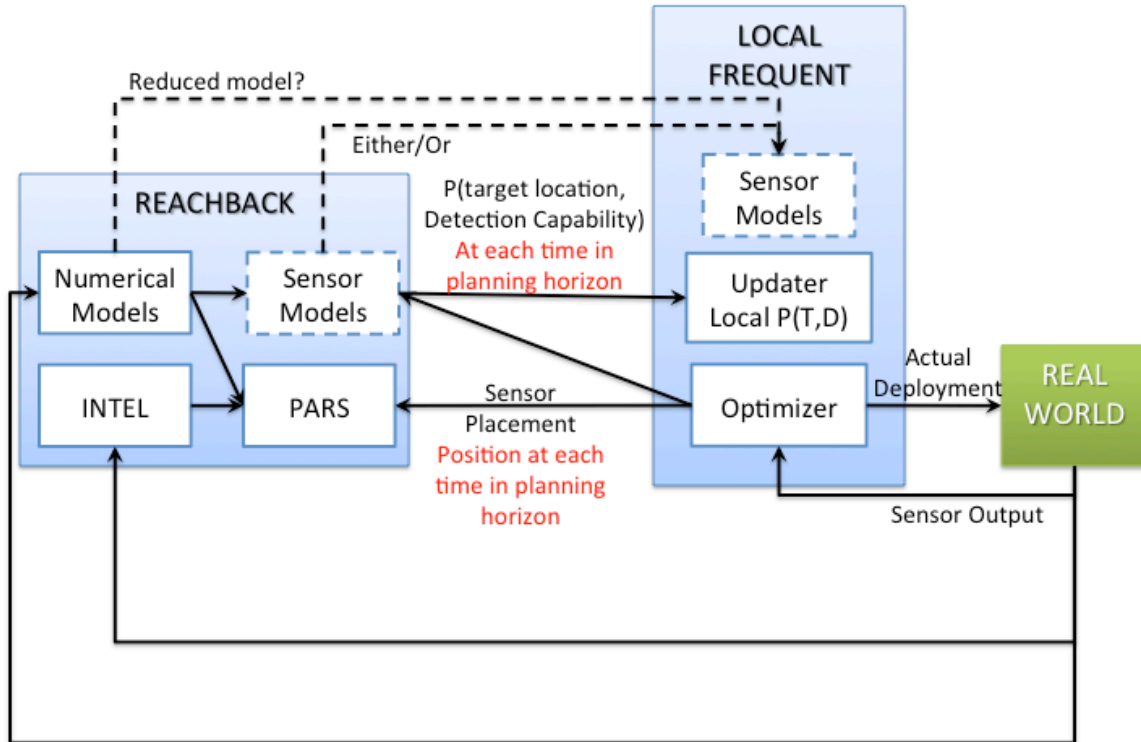 LOCAL
FREQUENT
Reduced model?
Either/Or
Sensor
Models
REACHBACK
P(target location,
Detection Capability)
At each time in
planning horizon
Numerical
Models
Sensor
Models
Updater
Local P(T,D)
Actual
Deployment
INTEL
PARS
Sensor
Placement
Position at each
time in planning
horizon
Optimizer
REAL
WORLD
Sensor Output